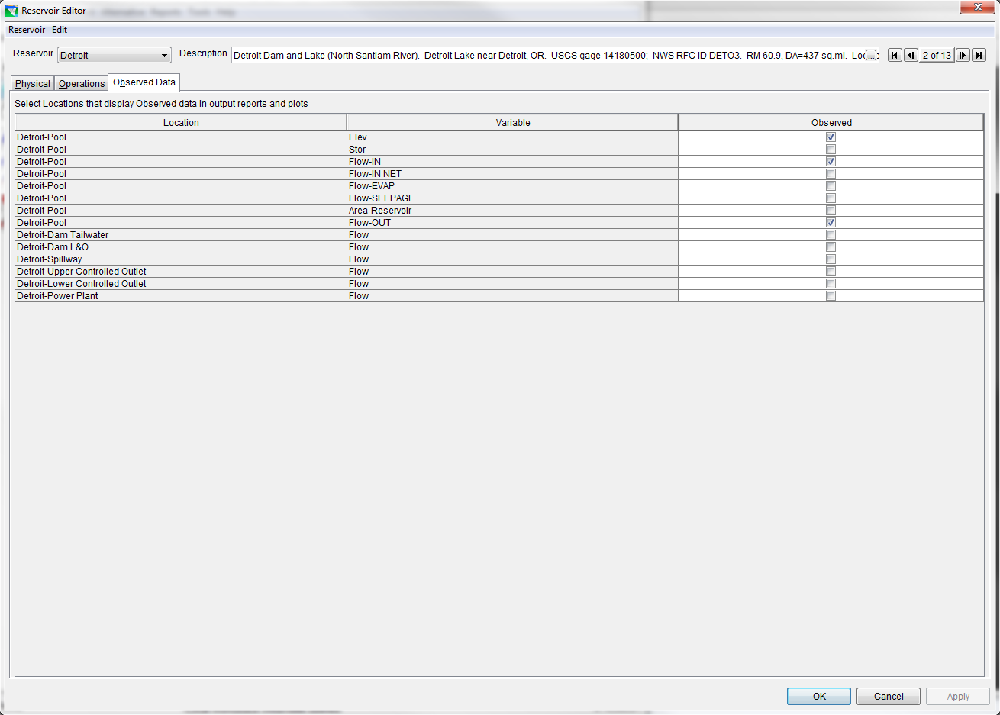 Reservoir Editor
Reservoir Edit
Reservoir Detroit Description Detroit Dam and Lake (North Santiam River). Detroit Lake near Detroit, OR. USGS gage 14180500; NWS RFC ID DETO3. RM 60.9, DA=437 sq.mi. ... 2 of 13
Physical Operations Observed Data
Select Locations that display Observed data in output reports and plots
Location Variable Observed
Detroit-Pool Elev
Detroit-Pool Stor
Detroit-Pool Flow-IN
Detroit-Pool Flow-IN NET
Detroit-Pool Flow-EVAP
Detroit-Pool Flow-SEEPAGE
Detroit-Pool Area-Reservoir
Detroit-Pool Flow-OUT
Detroit-Dam Tailwater Flow
Detroit-Dam L&O Flow
Detroit-Spillway Flow
Detroit-Upper Controlled Outlet Flow
Detroit-Lower Controlled Outlet Flow
Detroit-Power Plant Flow
OK Cancel Apply